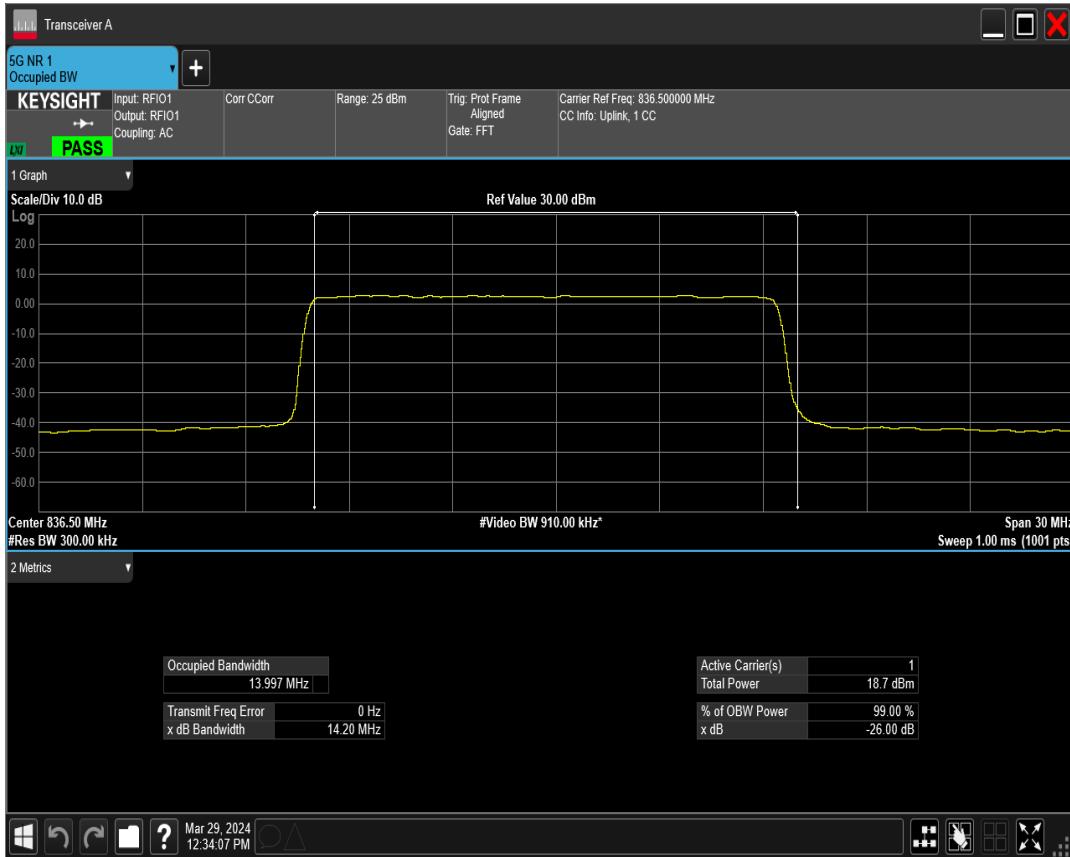 Transceiver A
5G NR 1
Occupied BW
KEYSIGHT
LXI
PASS
Input: RFIO1
Output: RFIO1
Coupling: AC
Corr CCorr
Range: 25 dBm
Trig: Prot Frame
Aligned
Gate: FFT
Carrier Ref Freq: 836.500000 MHz
CC Info: Uplink, 1 CC
1 Graph
Scale/Div 10.0 dB
Ref Value 30.00 dBm
Log
20.0
10.0
0.00
-10.0
-20.0
-30.0
-40.0
-50.0
-60.0
Center 836.50 MHz
#Video BW 910.00 kHz*
Span 30 MHz
#Res BW 300.00 kHz
Sweep 1.00 ms (1001 pts
2 Metrics
Occupied Bandwidth
13.997 MHz
Transmit Freq Error 0 Hz
x dB Bandwidth 14.20 MHz
Active Carrier(s) 1
Total Power 18.7 dBm
% of OBW Power 99.00 %
x dB -26.00 dB
Mar 29, 2024
12:34:07 PM